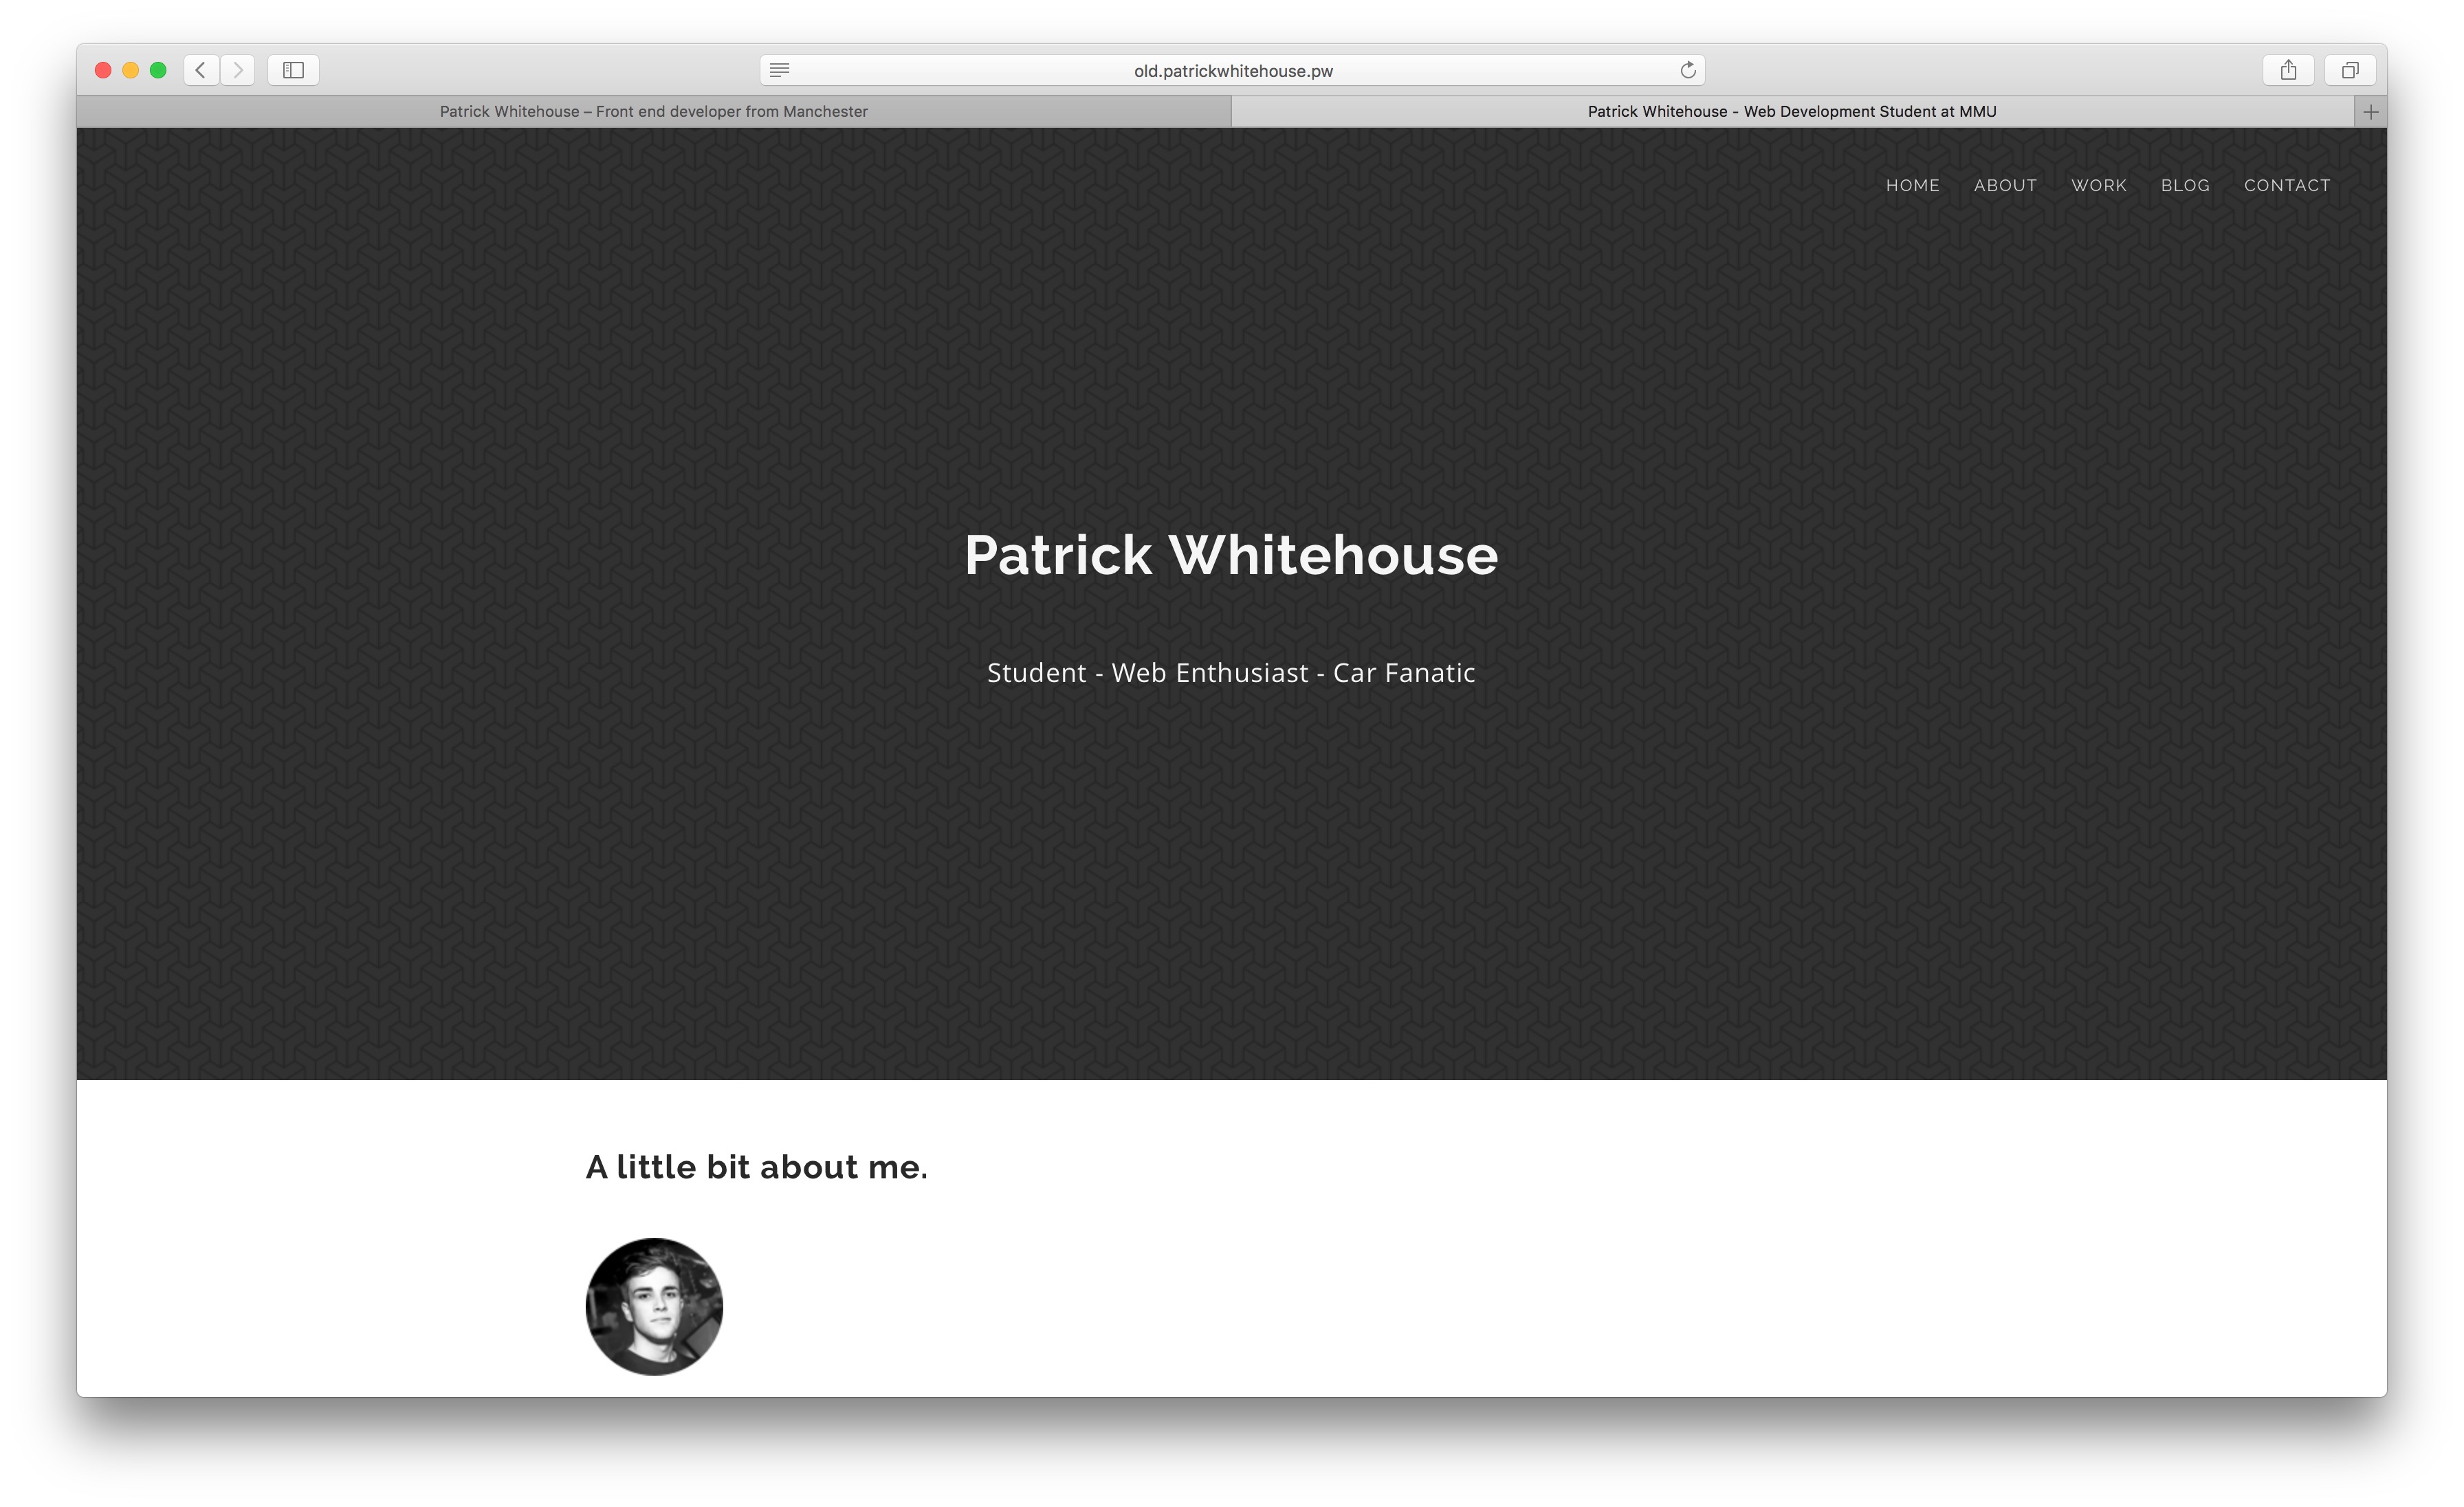 old.patrickwhitehouse.pw
Patrick Whitehouse – Front end developer from Manchester
Patrick Whitehouse - Web Development Student at MMU
HOME ABOUT WORK BLOG CONTACT
Patrick Whitehouse
Student - Web Enthusiast - Car Fanatic
A little bit about me.